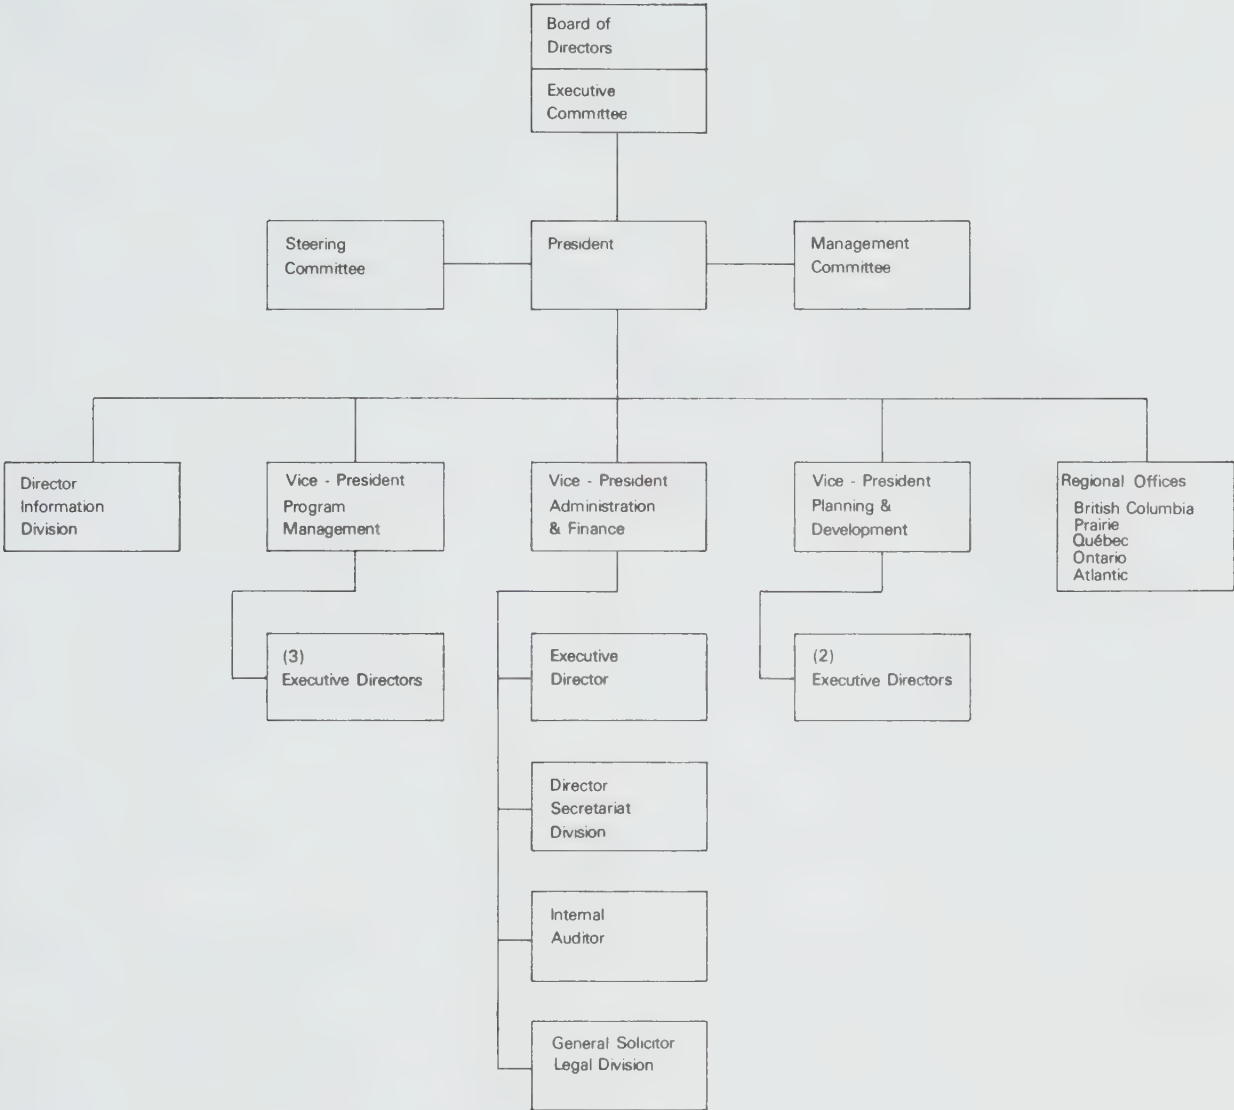 Board of
Directors
Executive
Committee
Steering
Committee
President
Management
Committee
Director
Information
Division
Vice - President
Program
Management
Vice - President
Administration
& Finance
Vice - President
Planning &
Development
Regional Offices
British Columbia
Prairie
Québec
Ontario
Atlantic
(3)
Executive Directors
Executive
Director
(2)
Executive Directors
Director
Secretariat
Division
Internal
Auditor
General Solicitor
Legal Division